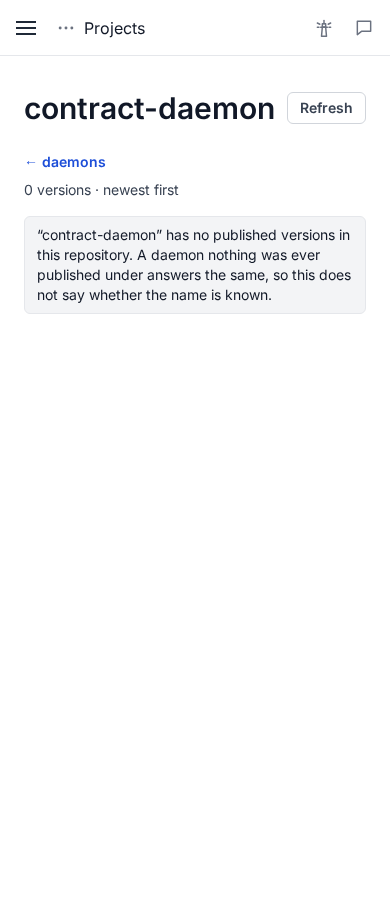 Projects
contract-daemon
Refresh
← daemons
0 versions · newest first
“contract-daemon” has no published versions in
this repository. A daemon nothing was ever
published under answers the same, so this does
not say whether the name is known.